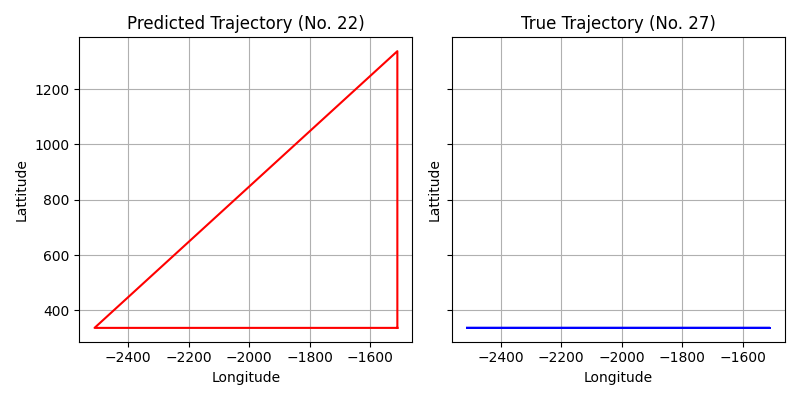 Predicted Trajectory (No. 22)
True Trajectory (No. 27)
Lattitude
1200
1000
800
600
400
−2400 −2200 −2000 −1800 −1600
Longitude
Lattitude
−2400 −2200 −2000 −1800 −1600
Longitude